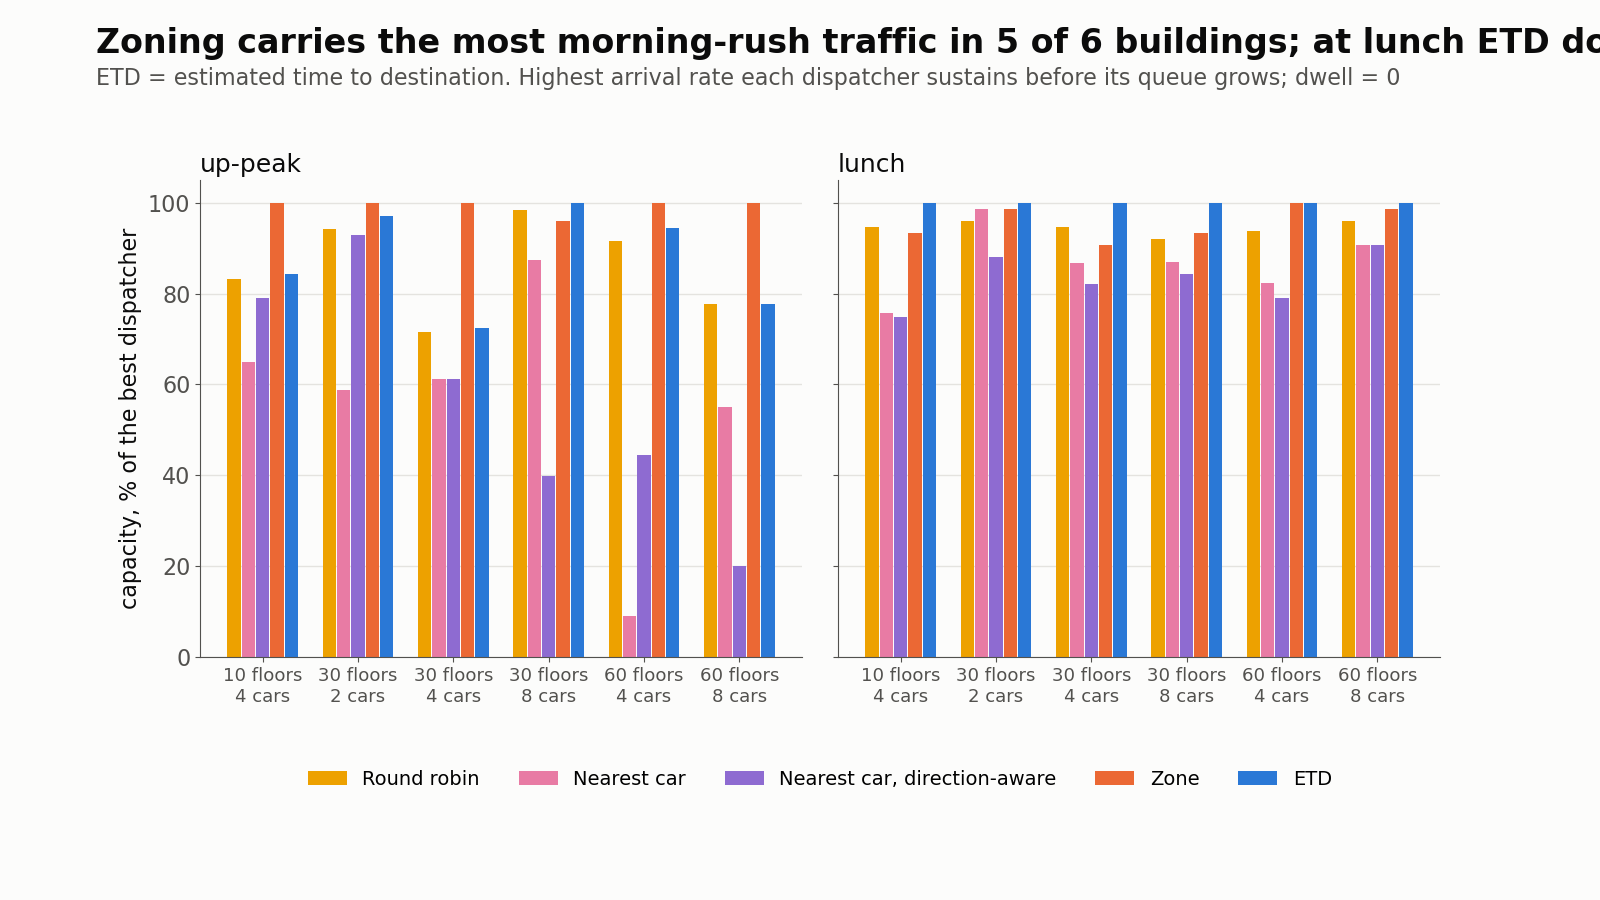 Zoning carries the most morning-rush traffic in 5 of 6 buildings; at lunch ETD do
ETD = estimated time to destination. Highest arrival rate each dispatcher sustains before its queue grows; dwell = 0
up-peak
lunch
capacity, % of the best dispatcher
100
80
60
40
20
0
10 floors
4 cars
30 floors
2 cars
30 floors
4 cars
30 floors
8 cars
60 floors
4 cars
60 floors
8 cars
10 floors
4 cars
30 floors
2 cars
30 floors
4 cars
30 floors
8 cars
60 floors
4 cars
60 floors
8 cars
Round robin
Nearest car
Nearest car, direction-aware
Zone
ETD